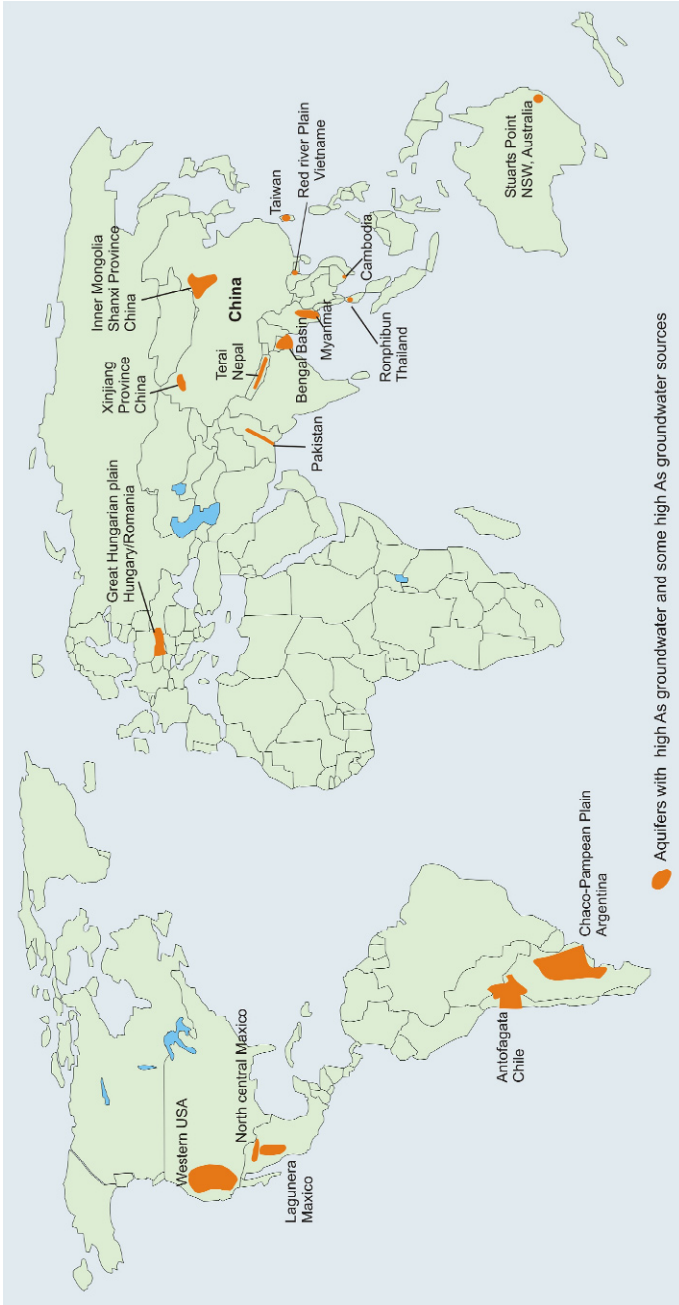 Great Hungarian plain
Hungary/Romania
Xinjiang
Province
China
Inner Mongolia
Shanxi Province
China
China
Taiwan
Red river Plain
Vietname
Terai
Nepal
Bengal Basin
Myanmar
Cambodia
Ronphibun
Thailand
Pakistan
Stuarts Point
NSW, Australia
Western USA
North central Maxico
Lagunera
Maxico
Antofagata
Chile
Chaco-Pampean Plain
Argentina
Aquifers with high As groundwater and some high As groundwater sources